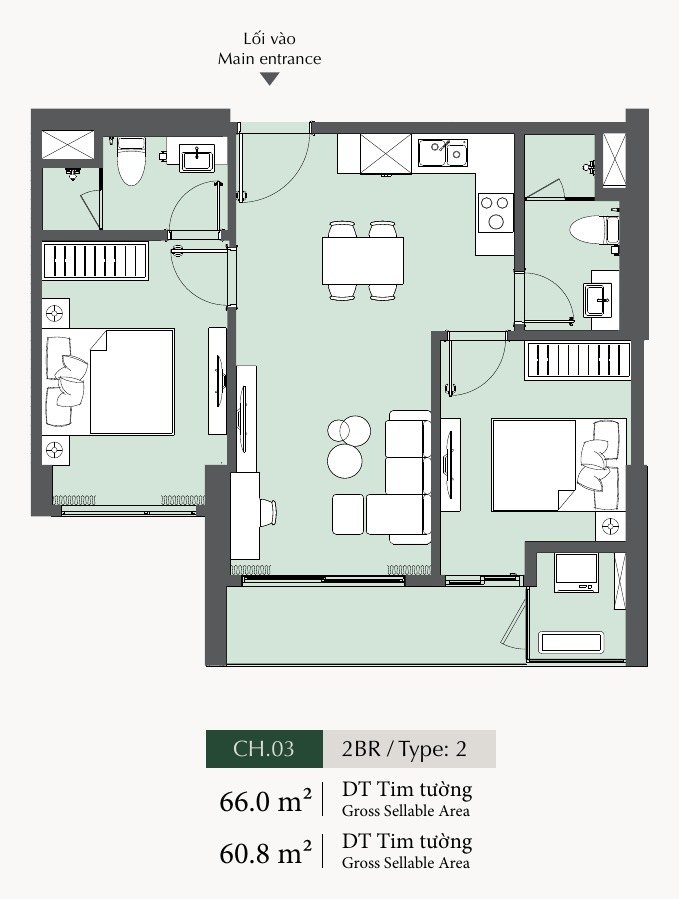 Lối vào
Main entrance
CH.03
2BR / Type: 2
66.0 m²
DT Tim tường
Gross Sellable Area
60.8 m²
DT Tim tường
Gross Sellable Area